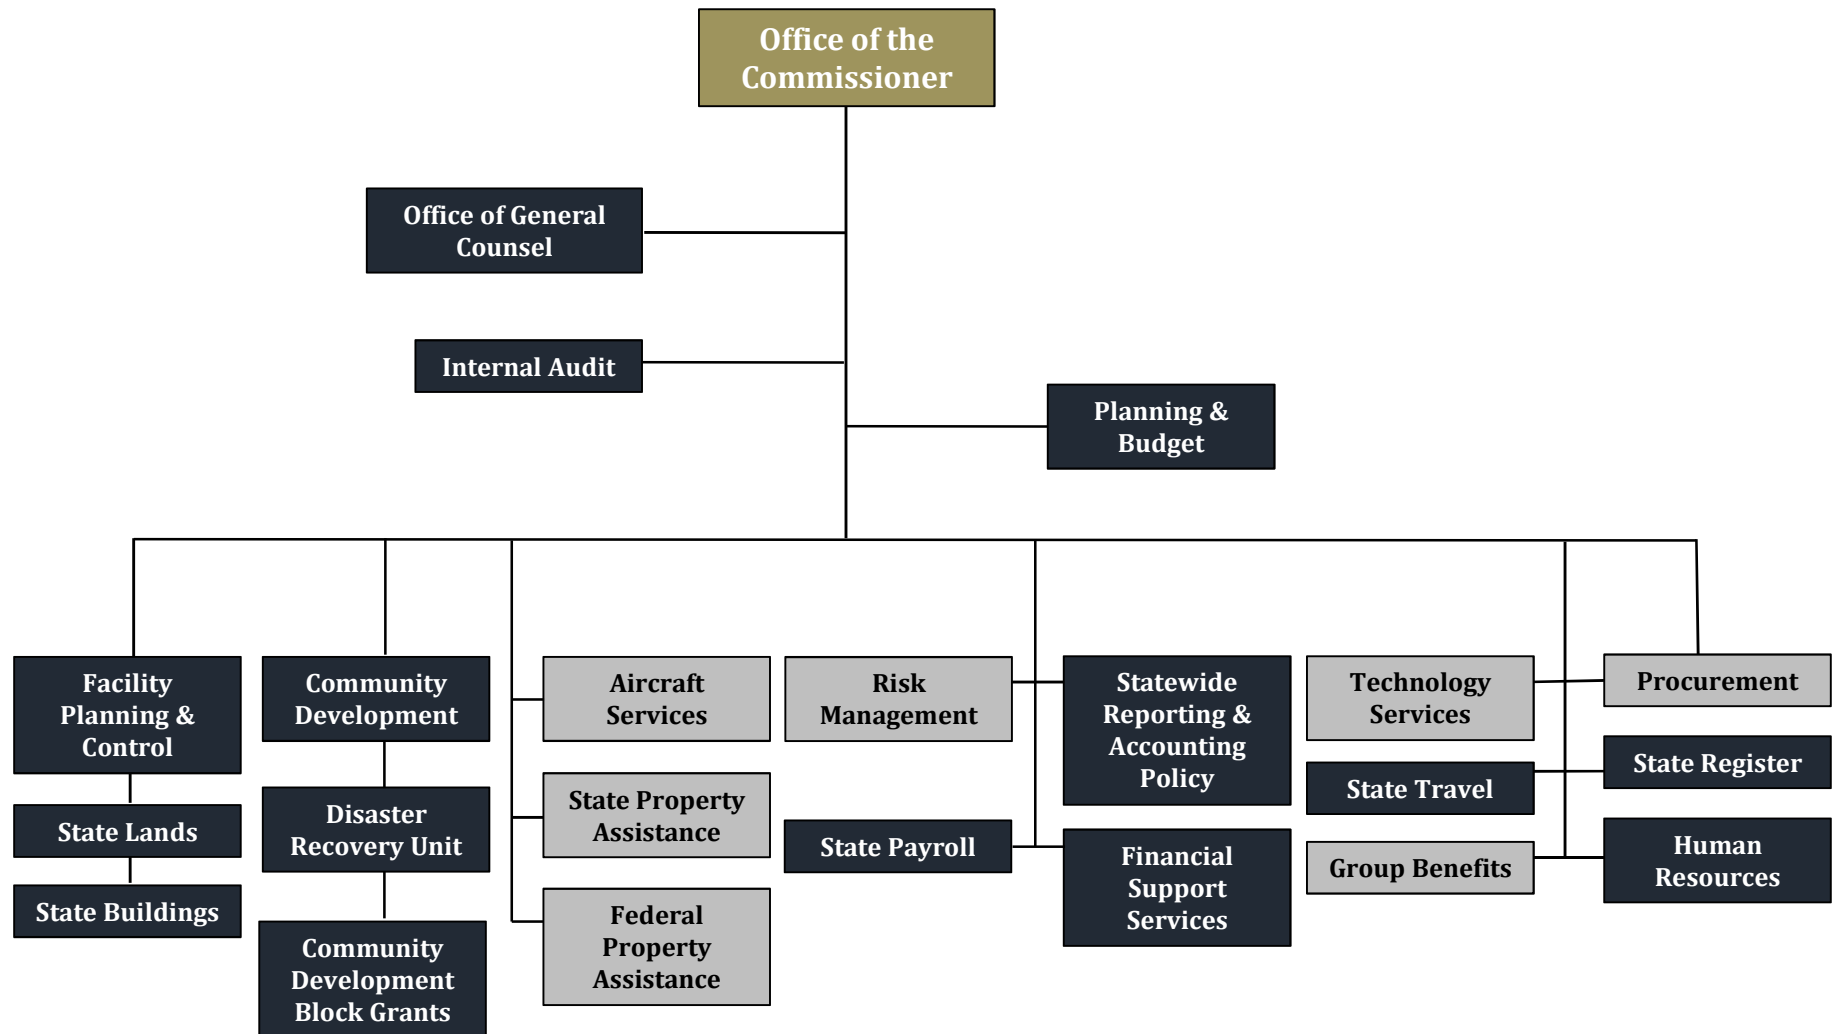 Office of the
Commissioner
Office of General
Counsel
Internal Audit
Planning &
Budget
Facility
Planning &
Control
State Lands
State Buildings
Community
Development
Disaster
Recovery Unit
Community
Development
Block Grants
Aircraft
Services
State Property
Assistance
Federal
Property
Assistance
Risk
Management
State Payroll
Statewide
Reporting &
Accounting
Policy
Financial
Support
Services
Technology
Services
State Travel
Group Benefits
Procurement
State Register
Human
Resources